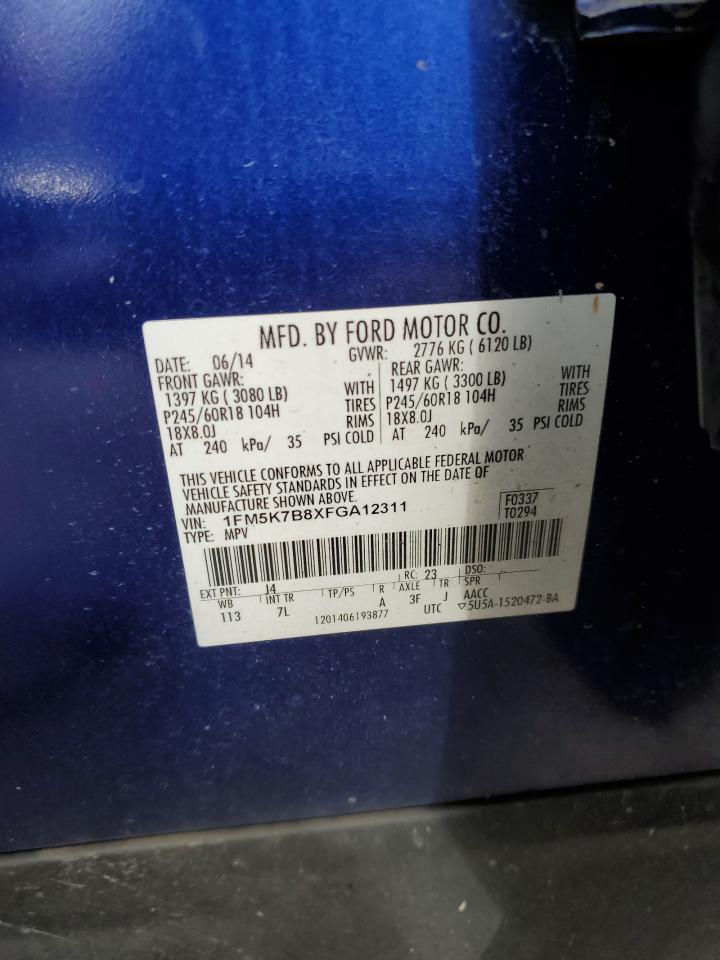 MFD. BY FORD MOTOR CO.
DATE: 06/14 GVWR: 2776 KG ( 6120 LB)
FRONT GAWR: REAR GAWR:
1397 KG ( 3080 LB) WITH 1497 KG ( 3300 LB) WITH
P245/60R18 104H TIRES P245/60R18 104H TIRES
18X8.0J RIMS 18X8.0J RIMS
AT 240 kPa/ 35 PSI COLD AT 240 kPa/ 35 PSI COLD
THIS VEHICLE CONFORMS TO ALL APPLICABLE FEDERAL MOTOR
VEHICLE SAFETY STANDARDS IN EFFECT ON THE DATE OF
MANUFACTURE SHOWN ABOVE.
VIN: 1FM5K7B8XFGA12311 F0337
TYPE: MPV T0294
EXT PNT: J4 RC: 23 DSO:
WB INT TR TP/PS R AXLE TR SPR
113 7L A 3F J AACC
1201406193877 UTC ▽5U5A-1520472-BA